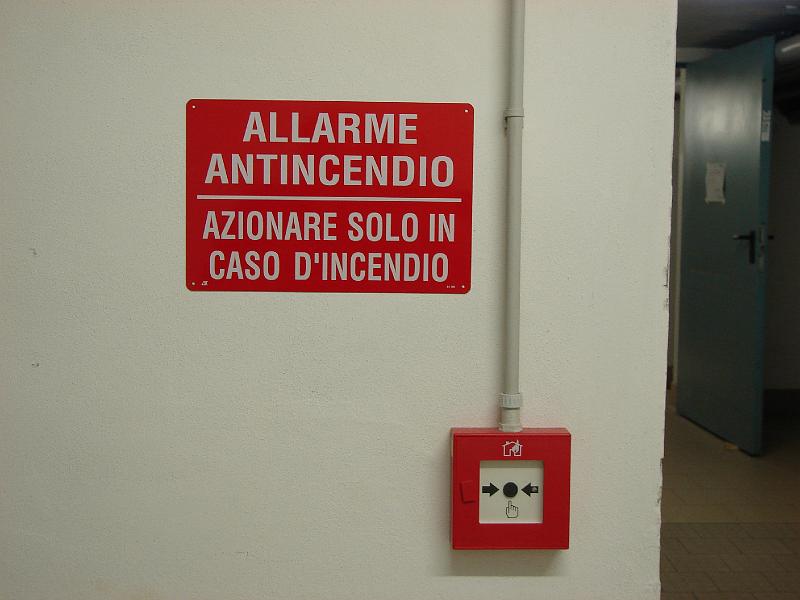 ALLARME
ANTINCENDIO
AZIONARE SOLO IN
CASO D'INCENDIO